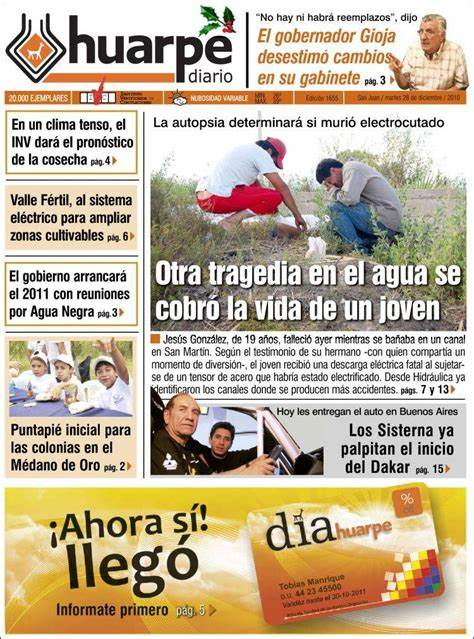 huarpe
diario
"No hay ni habrá reemplazos", dijo
El gobernador Gioja
desestimó cambios
en su gabinete pág. 3
20.000 EJEMPLARES
NUBOSIDAD VARIABLE
Edición 1655
San Juan / martes 28 de diciembre / 2010
En un clima tenso, el
INV dará el pronóstico
de la cosecha pág. 4
Valle Fértil, al sistema
eléctrico para ampliar
zonas cultivables pág. 6
El gobierno arrancará
el 2011 con reuniones
por Agua Negra pág. 3
Puntapié inicial para
las colonias en el
Médano de Oro pág. 2
La autopsia determinará si murió electrocutado
Otra tragedia en el agua se
cobró la vida de un joven
Jesús González, de 19 años, falleció ayer mientras se bañaba en un canal
en San Martín. Según el testimonio de su hermano -con quien compartía un
momento de diversión-, el joven recibió una descarga eléctrica fatal al sujetar-
se de un tensor de acero que habría estado electrificado. Desde Hidráulica ya
identificaron los canales donde se producen más accidentes. págs. 7 y 13
Hoy les entregan el auto en Buenos Aires
Los Sisterna ya
palpitan el inicio
del Dakar pág. 15
¡Ahora sí!
llegó
Informate primero pág. 5
díahuarpe
%
Tobias Manrique
D.U. 44 23 45500
Validéz hasta el 30-10-2011